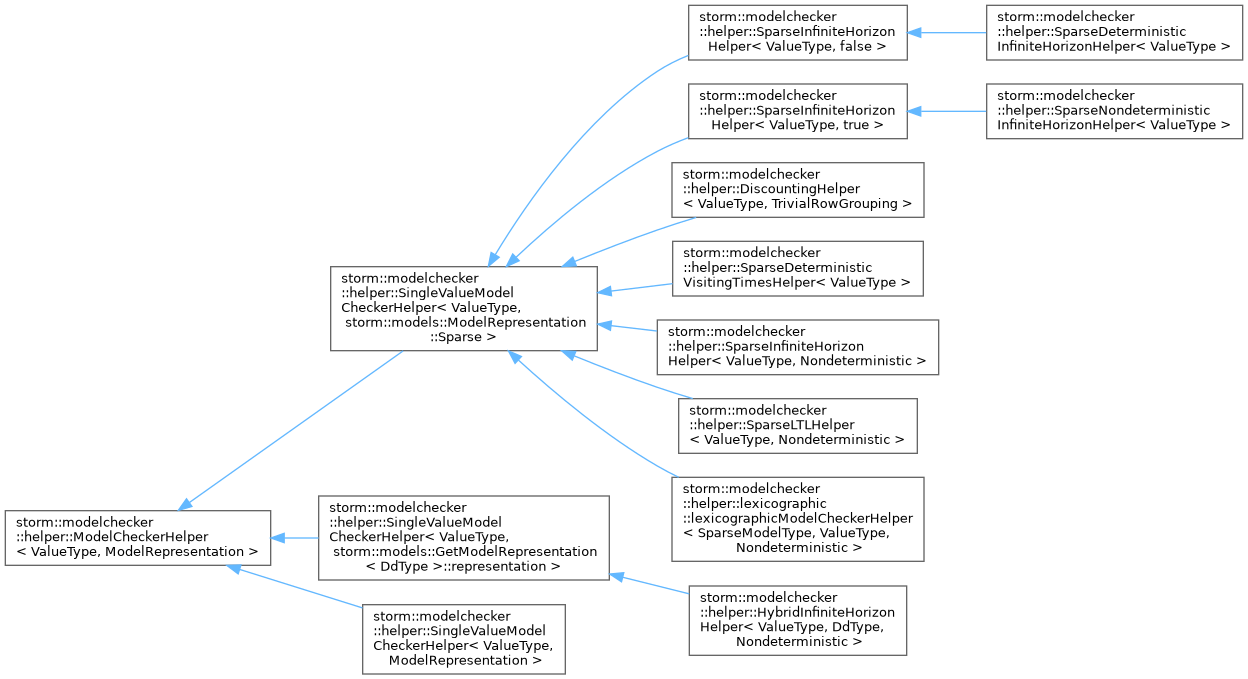 storm::modelchecker
::helper::SparseInfiniteHorizon
Helper< ValueType, false >
storm::modelchecker
::helper::SparseDeterministic
InfiniteHorizonHelper< ValueType >
storm::modelchecker
::helper::SparseInfiniteHorizon
Helper< ValueType, true >
storm::modelchecker
::helper::SparseNondeterministic
InfiniteHorizonHelper< ValueType >
storm::modelchecker
::helper::DiscountingHelper
< ValueType, TrivialRowGrouping >
storm::modelchecker
::helper::SparseDeterministic
VisitingTimesHelper< ValueType >
storm::modelchecker
::helper::SingleValueModel
CheckerHelper< ValueType,
storm::models::ModelRepresentation
::Sparse >
storm::modelchecker
::helper::SparseInfiniteHorizon
Helper< ValueType, Nondeterministic >
storm::modelchecker
::helper::SparseLTLHelper
< ValueType, Nondeterministic >
storm::modelchecker
::helper::lexicographic
::lexicographicModelCheckerHelper
< SparseModelType, ValueType,
Nondeterministic >
storm::modelchecker
::helper::ModelCheckerHelper
< ValueType, ModelRepresentation >
storm::modelchecker
::helper::SingleValueModel
CheckerHelper< ValueType,
storm::models::GetModelRepresentation
< DdType >::representation >
storm::modelchecker
::helper::HybridInfiniteHorizon
Helper< ValueType, DdType,
Nondeterministic >
storm::modelchecker
::helper::SingleValueModel
CheckerHelper< ValueType,
ModelRepresentation >